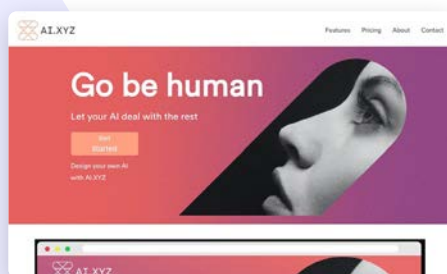 AI.XYZ
Features Pricing About Contact
Go be human
Let your AI deal with the rest
Get
Started
Design your own AI
with AI.XYZ
AI.XYZ